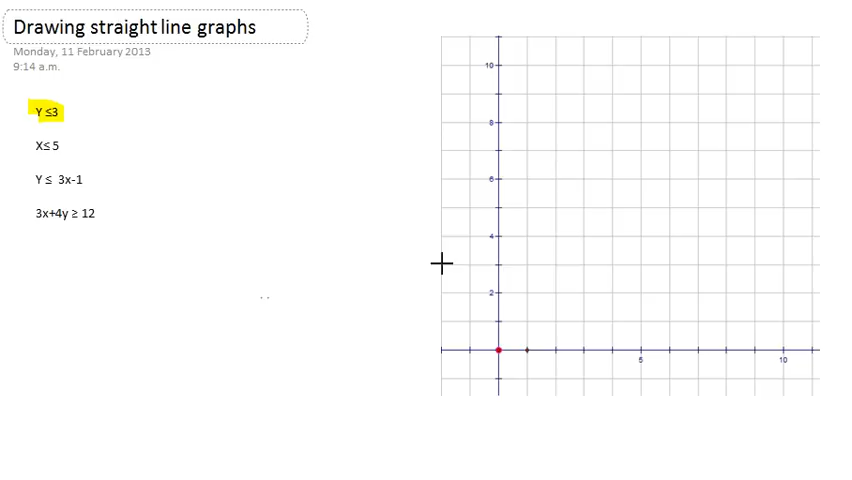 Drawing straight line graphs
Monday, 11 February 2013
9:14 a.m.
Y ≤3
X≤ 5
Y ≤ 3x-1
3x+4y ≥ 12
10
8
6
4
2
5
10